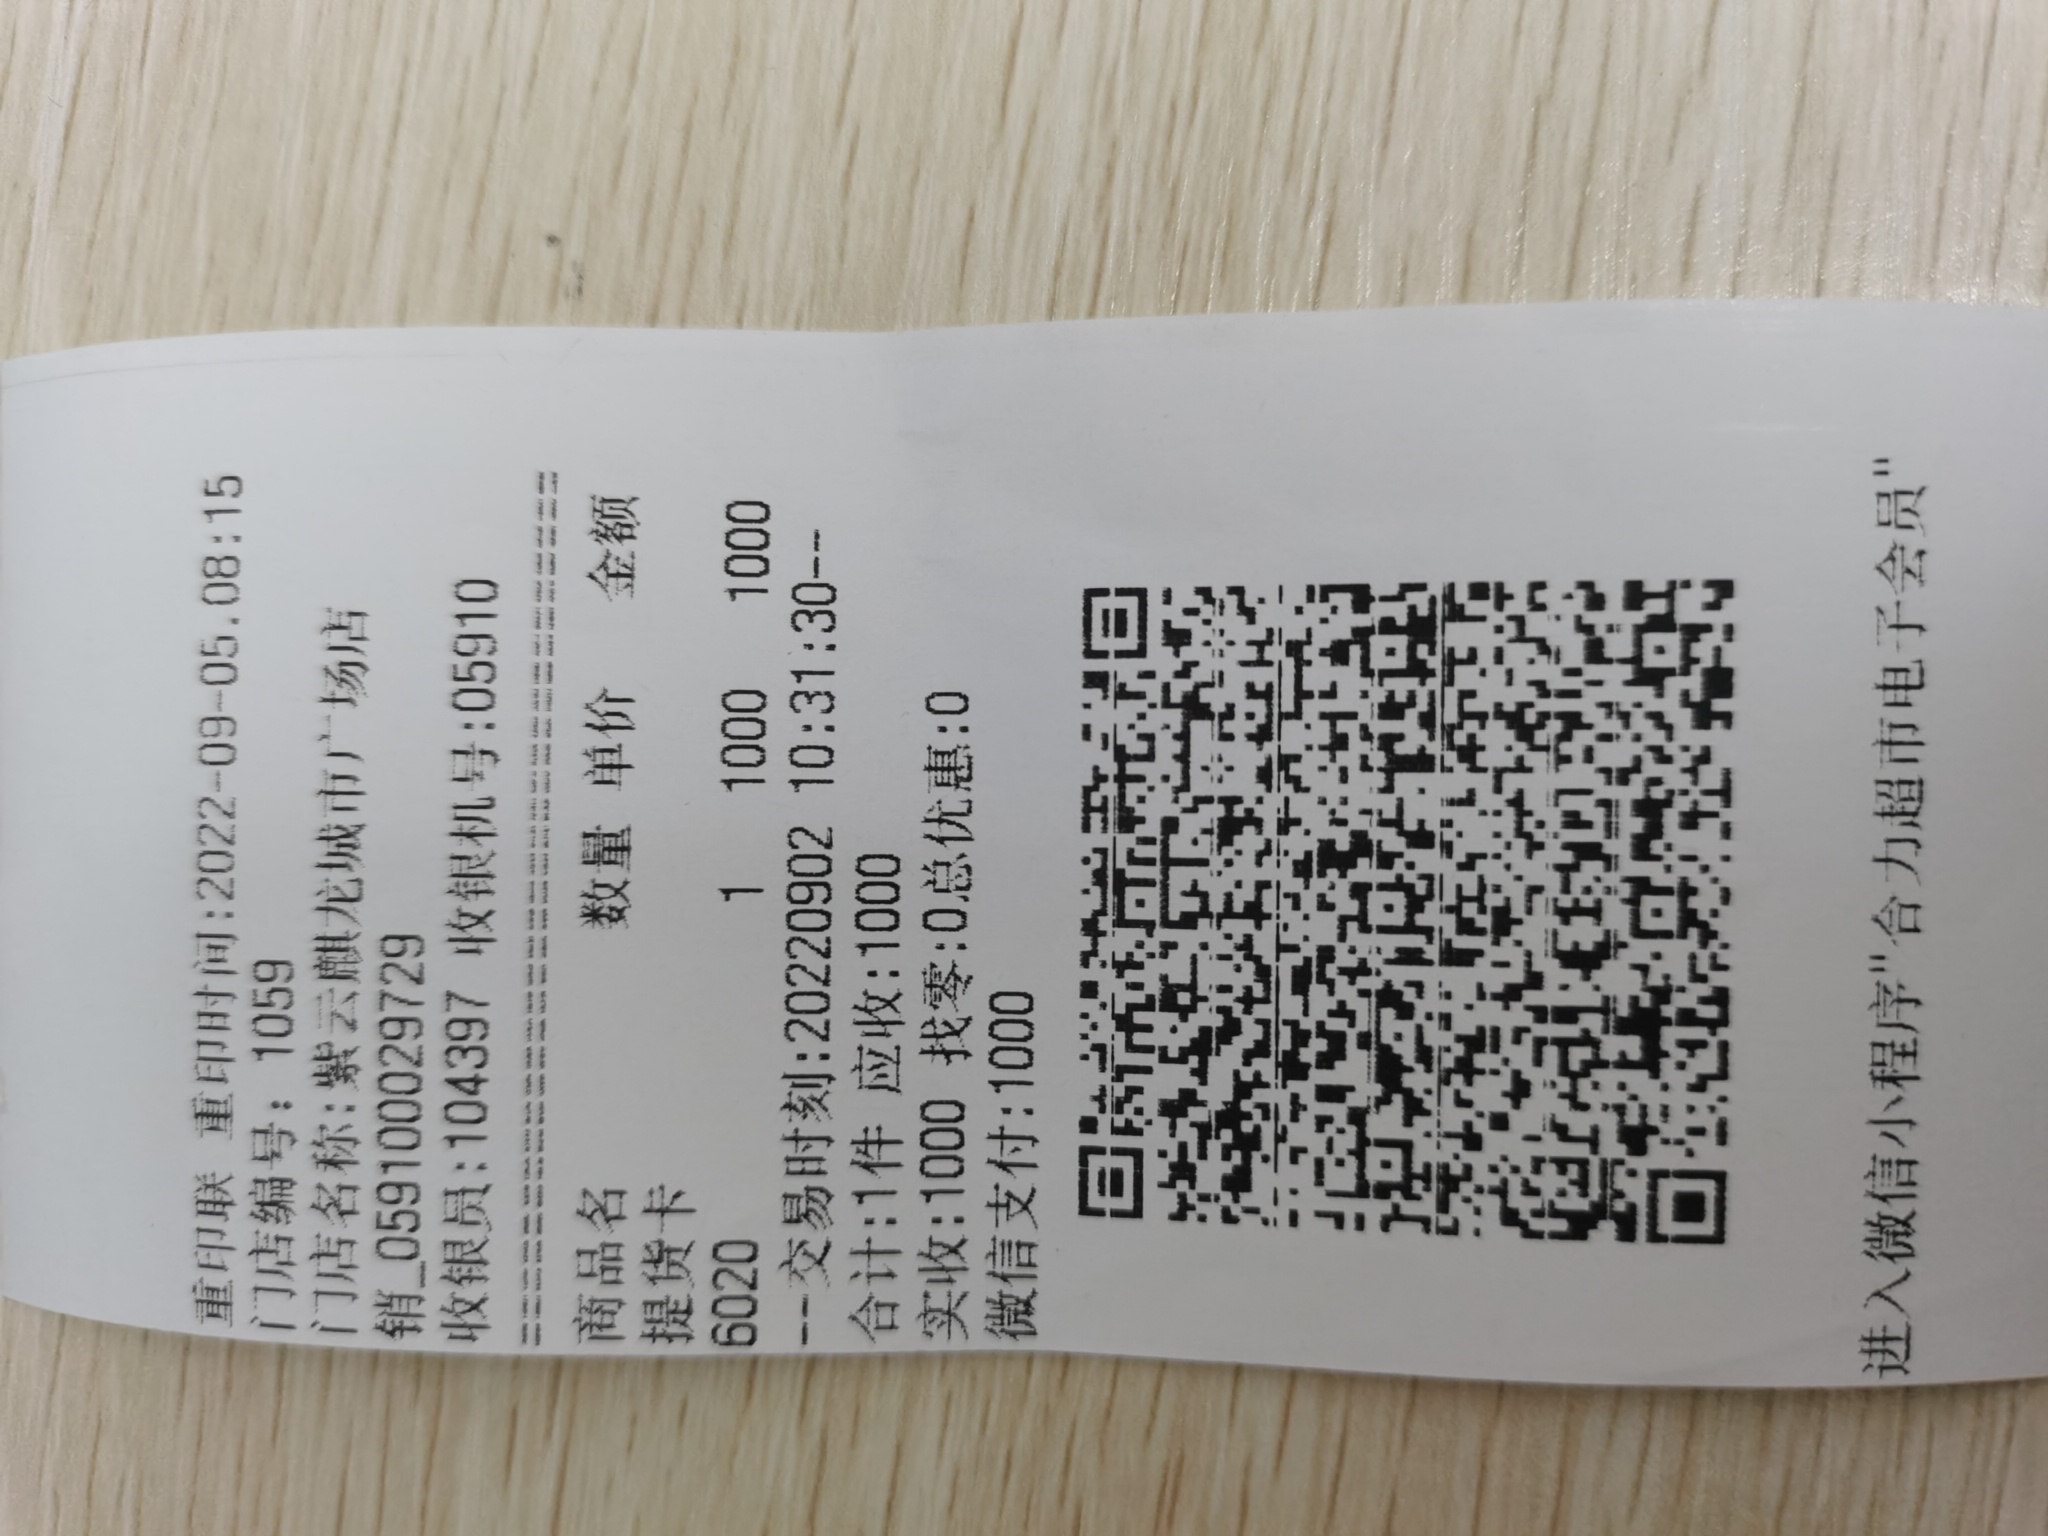 重印联 重印时间:2022-09-05.08:15
门店编号: 1059
门店名称:紫云麒龙城市广场店
销_059100029729
收银员:104397 收银机号:05910
商品名 数量 单价 金额
提货卡
6020 1 1000 1000
--交易时刻:20220902 10:31:30--
合计:1件 应收:1000
实收:1000 找零:0总优惠:0
微信支付:1000
进入微信小程序"合力超市电子会员"